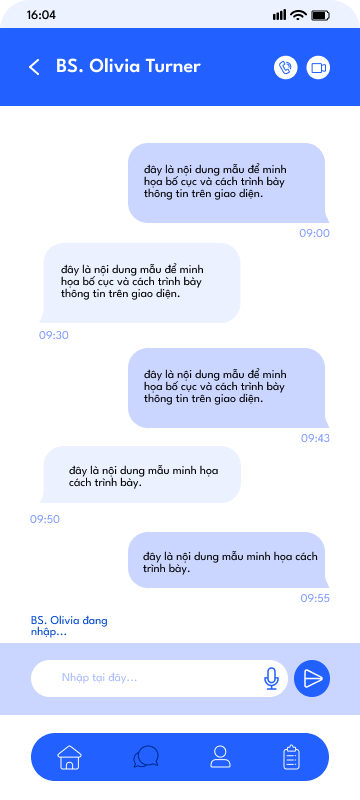 16:04
BS. Olivia Turner
đây là nội dung mẫu để minh
họa bố cục và cách trình bày
thông tin trên giao diện.
09:00
đây là nội dung mẫu để minh
họa bố cục và cách trình bày
thông tin trên giao diện.
09:30
đây là nội dung mẫu để minh
họa bố cục và cách trình bày
thông tin trên giao diện.
09:43
đây là nội dung mẫu minh họa
cách trình bày.
09:50
đây là nội dung mẫu minh họa cách
trình bày.
09:55
BS. Olivia đang
nhập...
Nhập tại đây...